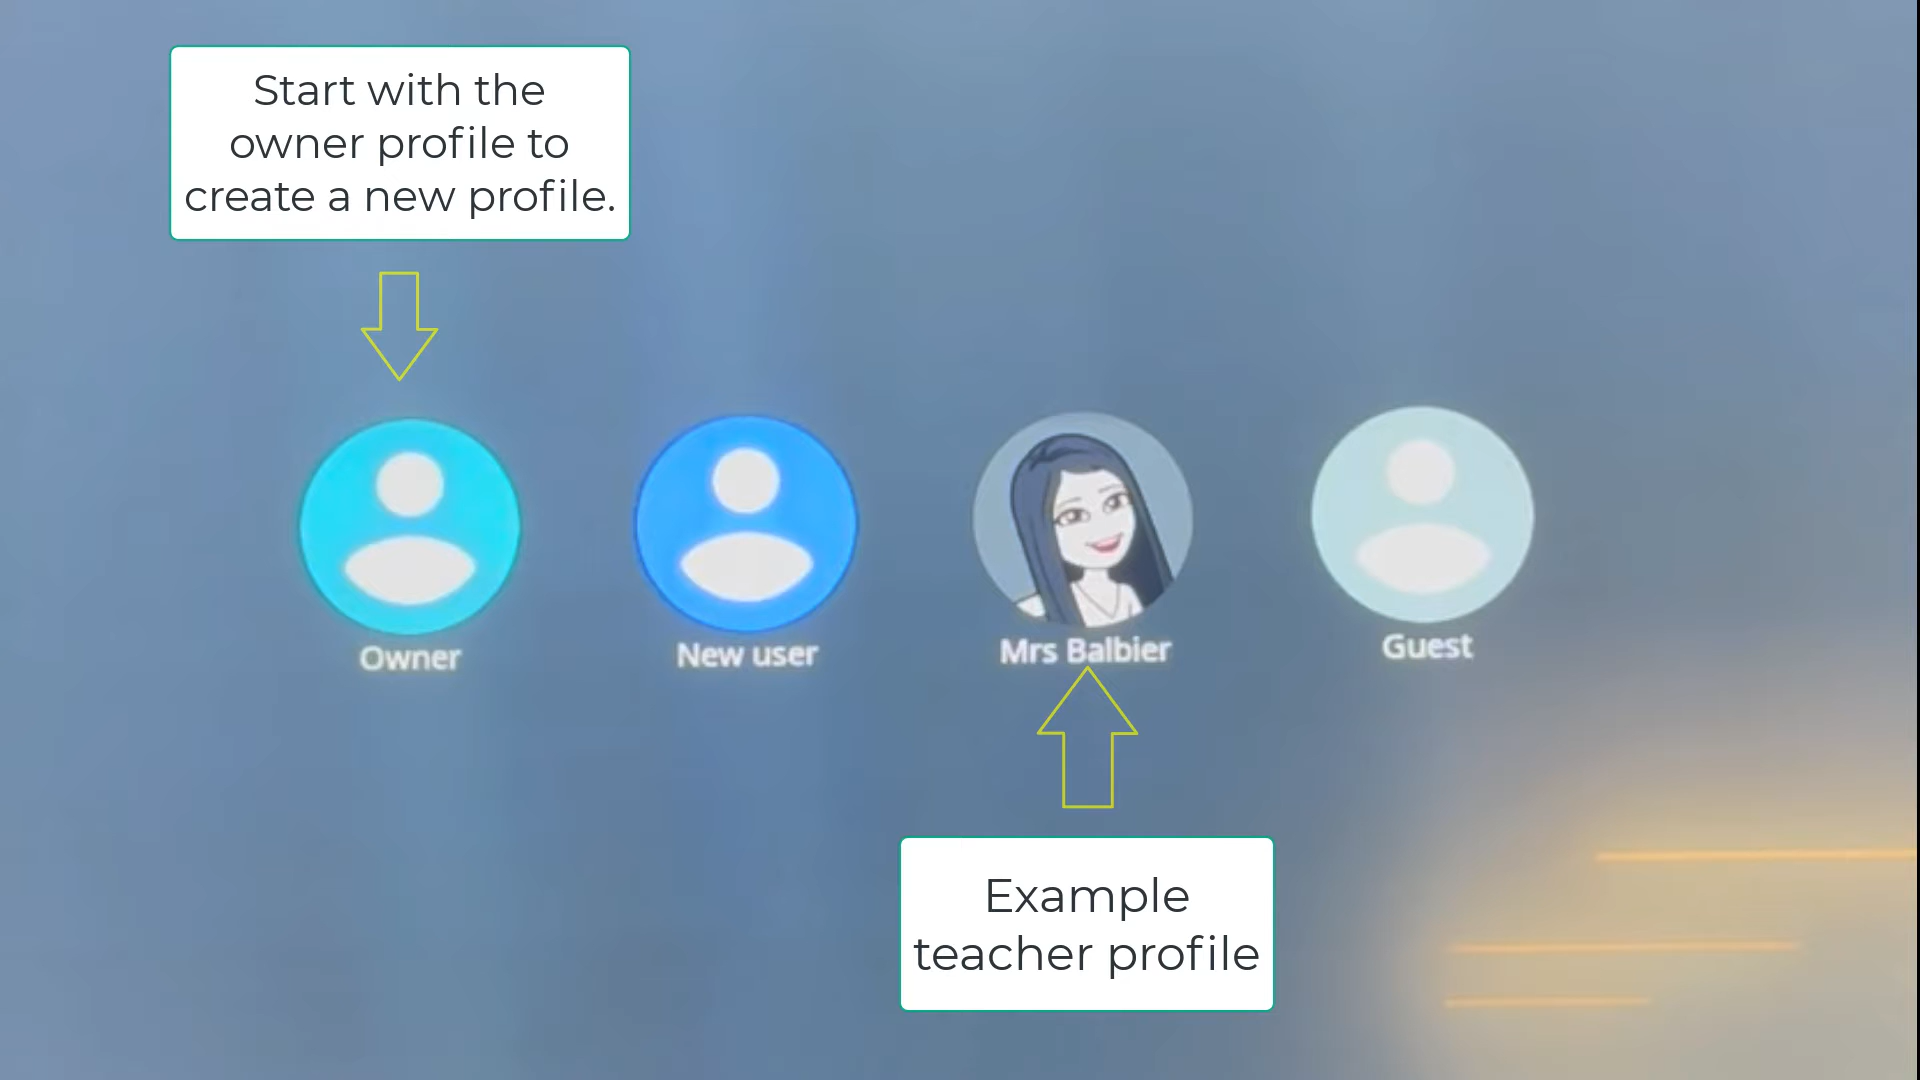 Start with the
owner profile to
create a new profile.
Owner
New user
Mrs Balbier
Guest
Example
teacher profile